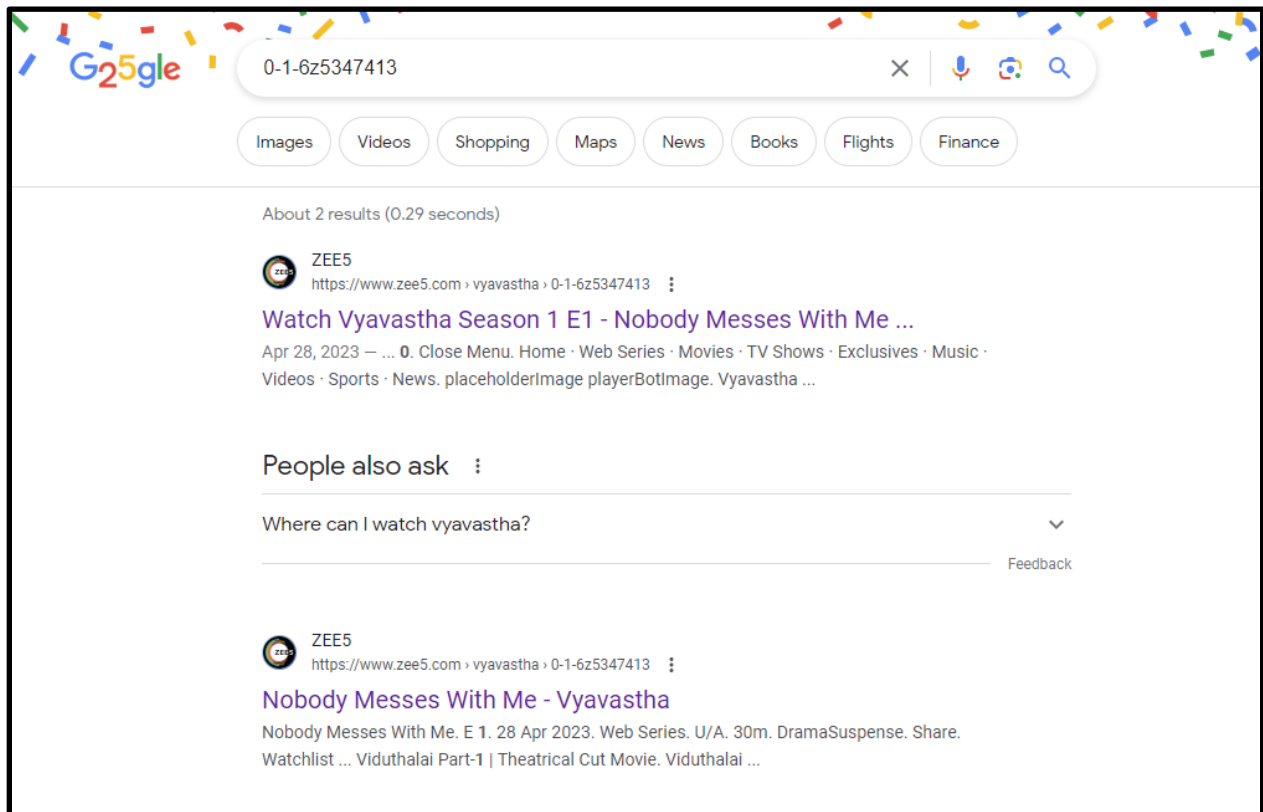 G25gle
0-1-6z5347413
Images Videos Shopping Maps News Books Flights Finance
About 2 results (0.29 seconds)
ZEE5
https://www.zee5.com › vyavastha › 0-1-6z5347413
Watch Vyavastha Season 1 E1 - Nobody Messes With Me ...
Apr 28, 2023 — ... 0. Close Menu. Home · Web Series · Movies · TV Shows · Exclusives · Music ·
Videos · Sports · News. placeholderImage playerBotImage. Vyavastha ...
People also ask
Where can I watch vyavastha?
Feedback
ZEE5
https://www.zee5.com › vyavastha › 0-1-6z5347413
Nobody Messes With Me - Vyavastha
Nobody Messes With Me. E 1. 28 Apr 2023. Web Series. U/A. 30m. DramaSuspense. Share.
Watchlist ... Viduthalai Part-1 | Theatrical Cut Movie. Viduthalai ...